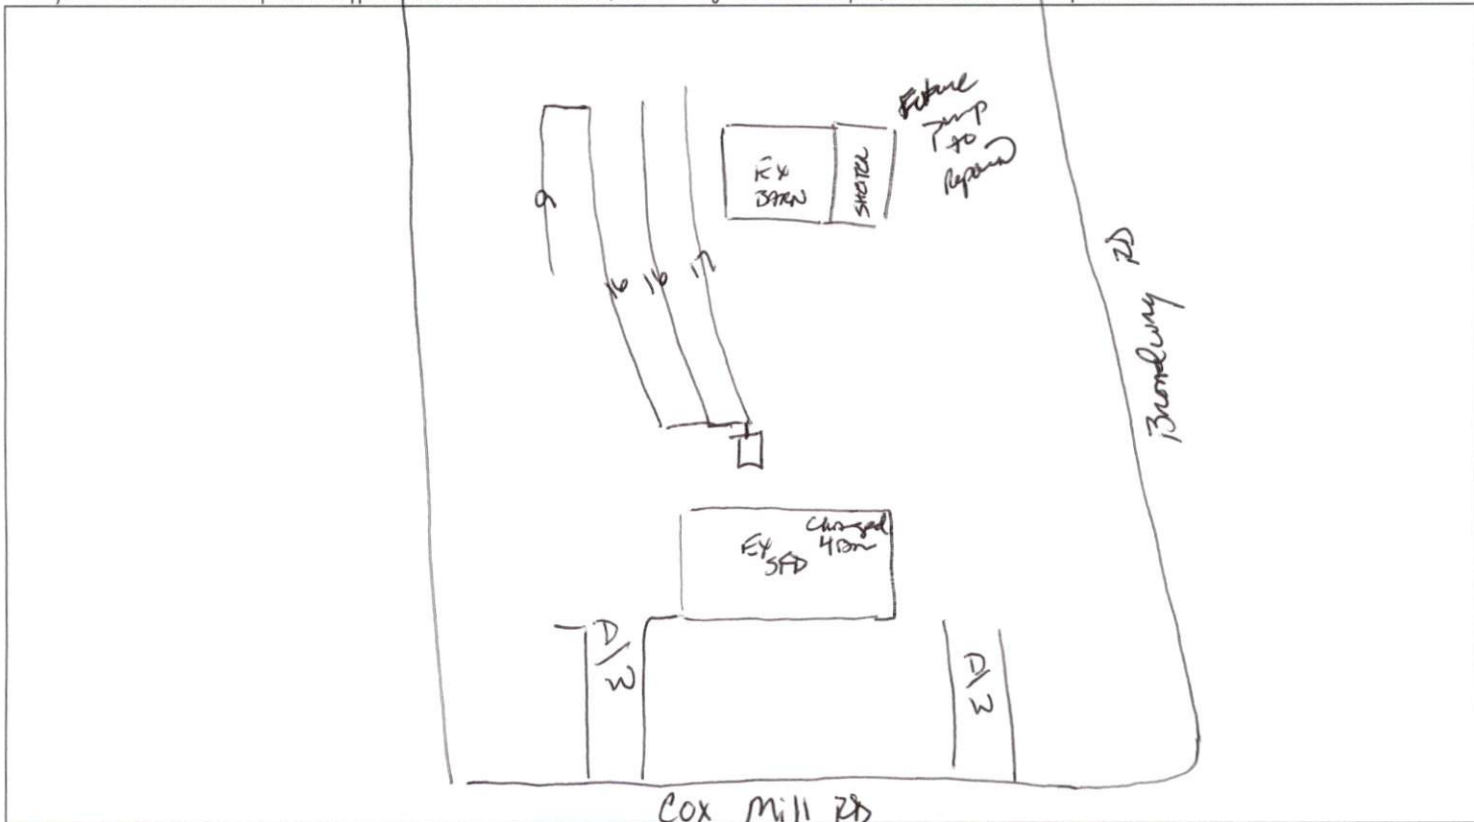 Future
Pump
to
Repair
EX
BARN
SHELTER
9
16
16
17
Broadway RD
EX
SFD
Changed
4 BDR
D/W
D/W
Cox Mill RD